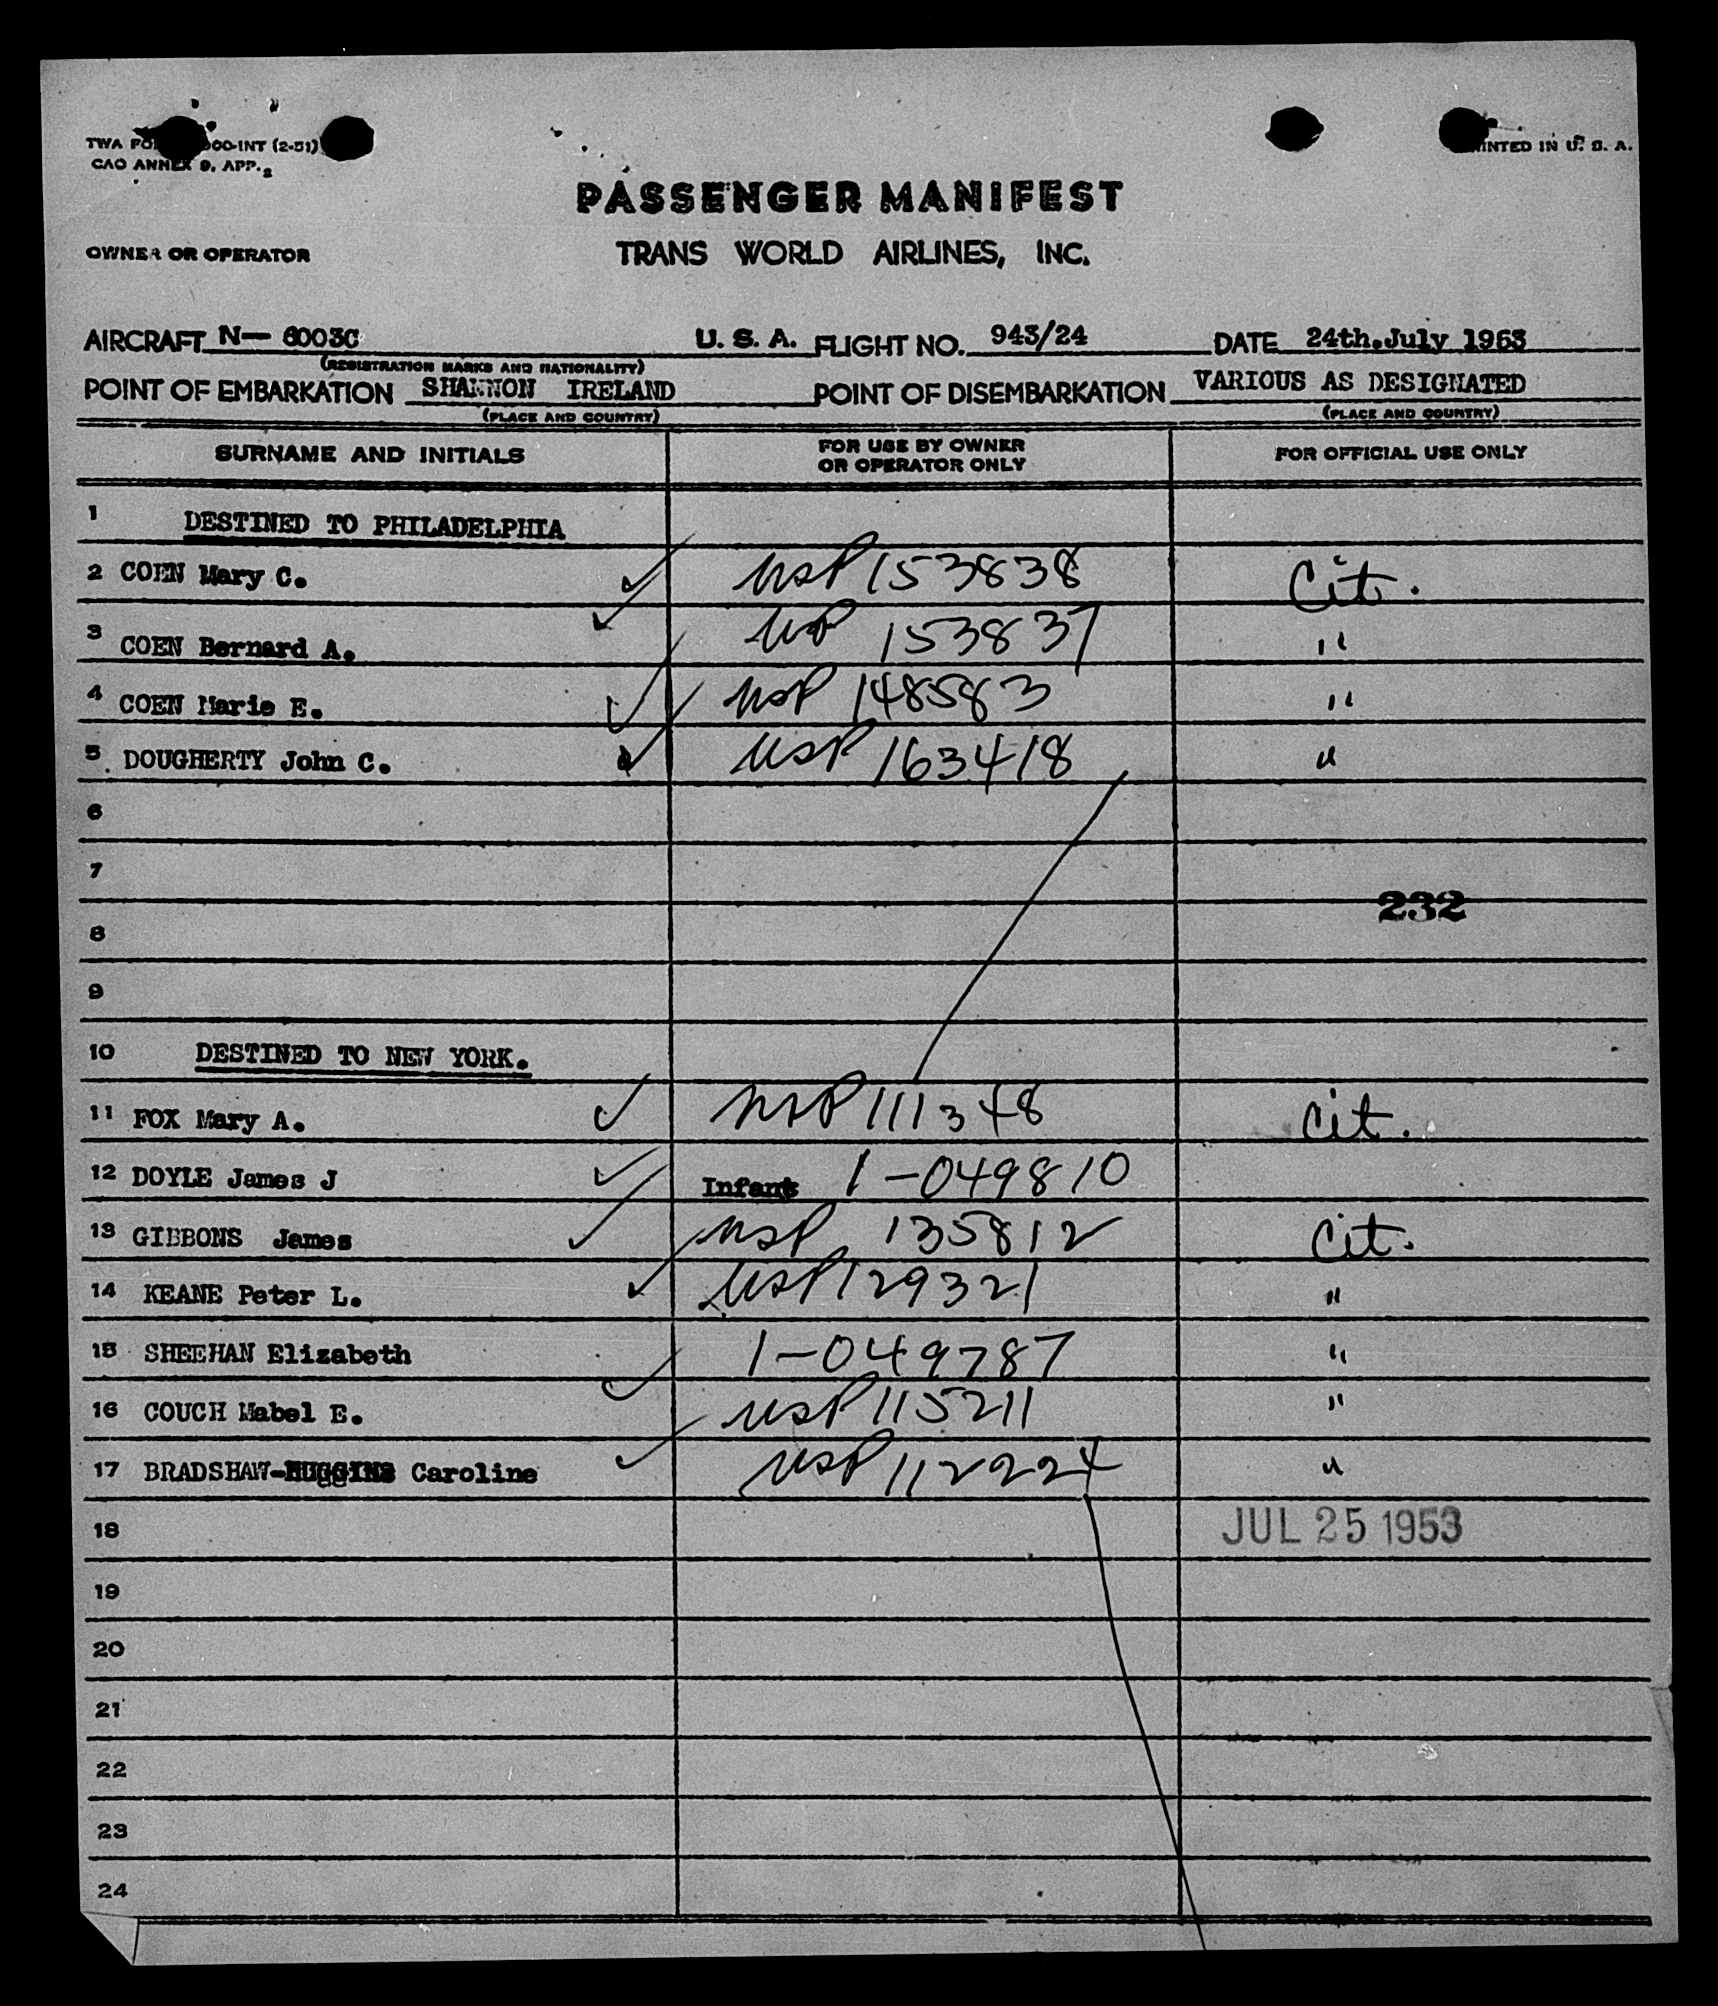 PRINTED IN U. S. A.
CAO ANNEX 9, APP. 2
PASSENGER MANIFEST
OWNER OR OPERATOR TRANS WORLD AIRLINES, INC.
AIRCRAFT N- 6003C U. S. A. FLIGHT NO. 943/24 DATE 24th.July 1953
(REGISTRATION MARKS AND NATIONALITY)
POINT OF EMBARKATION SHANNON IRELAND POINT OF DISEMBARKATION VARIOUS AS DESIGNATED
(PLACE AND COUNTRY) (PLACE AND COUNTRY)
SURNAME AND INITIALS FOR USE BY OWNER OR OPERATOR ONLY FOR OFFICIAL USE ONLY
1 DESTINED TO PHILADELPHIA
2 COEN Mary C. USP 153838 Cit.
3 COEN Bernard A. USP 153837 "
4 COEN Marie E. USP 148583 "
5 DOUGHERTY John C. USP 163418 "
6
7
232
8
9
10 DESTINED TO NEW YORK.
11 FOX Mary A. USP 111348 Cit.
12 DOYLE James J Infant 1-049810
13 GIBBONS James USP 135812 Cit.
14 KEANE Peter L. USP 129321 "
15 SHEEHAN Elizabeth 1-049787 "
16 COUCH Mabel E. USP 115211 "
17 BRADSHAW-HUGGINS Caroline USP 112224 "
18 JUL 25 1953
19
20
21
22
23
24